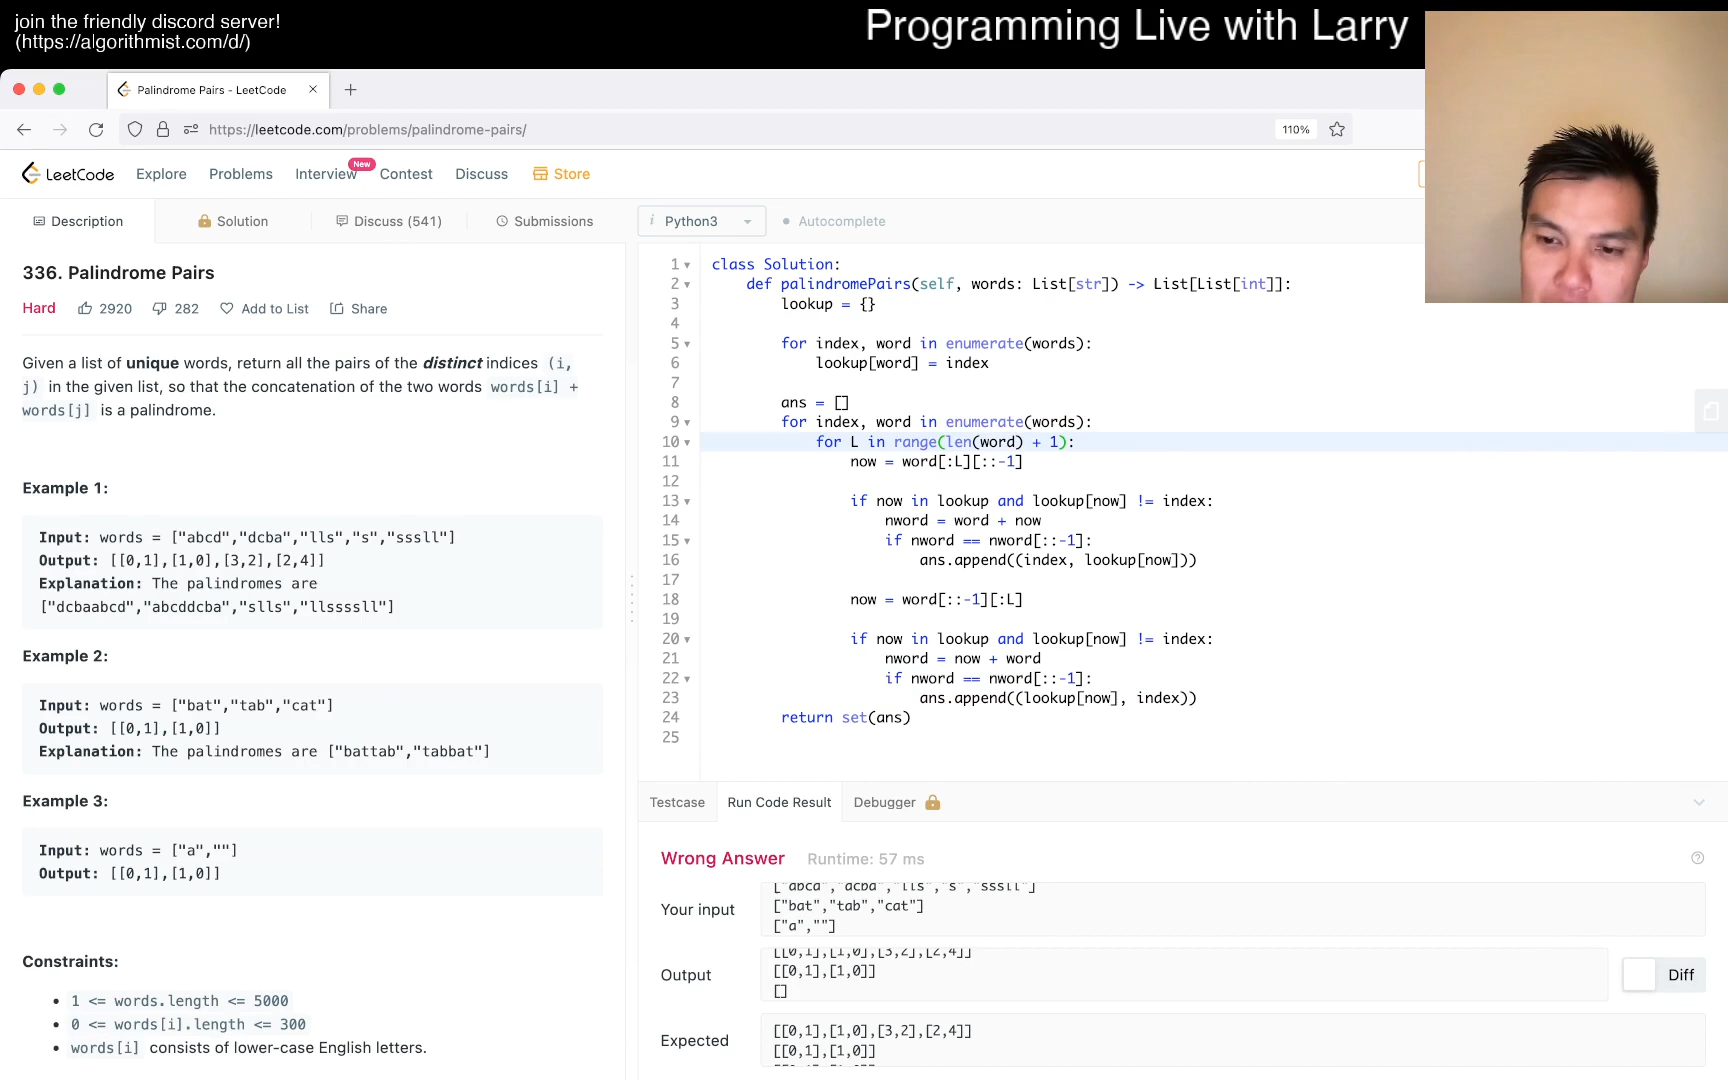 join the friendly discord server!
(https://algorithmist.com/d/)
Programming Live with Larry
Palindrome Pairs - LeetCode
https://leetcode.com/problems/palindrome-pairs/
110%
LeetCode
Explore
Problems
Interview
New
Contest
Discuss
Store
Description
Solution
Discuss (541)
Submissions
i Python3
Autocomplete
336. Palindrome Pairs
Hard
2920
282
Add to List
Share
Given a list of unique words, return all the pairs of the distinct indices (i,
j) in the given list, so that the concatenation of the two words words[i] +
words[j] is a palindrome.
Example 1:
Input: words = ["abcd","dcba","lls","s","sssll"]
Output: [[0,1],[1,0],[3,2],[2,4]]
Explanation: The palindromes are
["dcbaabcd","abcddcba","slls","llssssll"]
Example 2:
Input: words = ["bat","tab","cat"]
Output: [[0,1],[1,0]]
Explanation: The palindromes are ["battab","tabbat"]
Example 3:
Input: words = ["a",""]
Output: [[0,1],[1,0]]
Constraints:
1 <= words.length <= 5000
0 <= words[i].length <= 300
words[i] consists of lower-case English letters.
1 class Solution:
2 def palindromePairs(self, words: List[str]) -> List[List[int]]:
3 lookup = {}
4
5 for index, word in enumerate(words):
6 lookup[word] = index
7
8 ans = []
9 for index, word in enumerate(words):
10 for L in range(len(word) + 1):
11 now = word[:L][::-1]
12
13 if now in lookup and lookup[now] != index:
14 nword = word + now
15 if nword == nword[::-1]:
16 ans.append((index, lookup[now]))
17
18 now = word[::-1][:L]
19
20 if now in lookup and lookup[now] != index:
21 nword = now + word
22 if nword == nword[::-1]:
23 ans.append((lookup[now], index))
24 return set(ans)
25
Testcase
Run Code Result
Debugger
Wrong Answer
Runtime: 57 ms
Your input
["abcd","dcba","lls","s","sssll"]
["bat","tab","cat"]
["a",""]
Output
[[0,1],[1,0],[3,2],[2,4]]
[[0,1],[1,0]]
[]
Diff
Expected
[[0,1],[1,0],[3,2],[2,4]]
[[0,1],[1,0]]